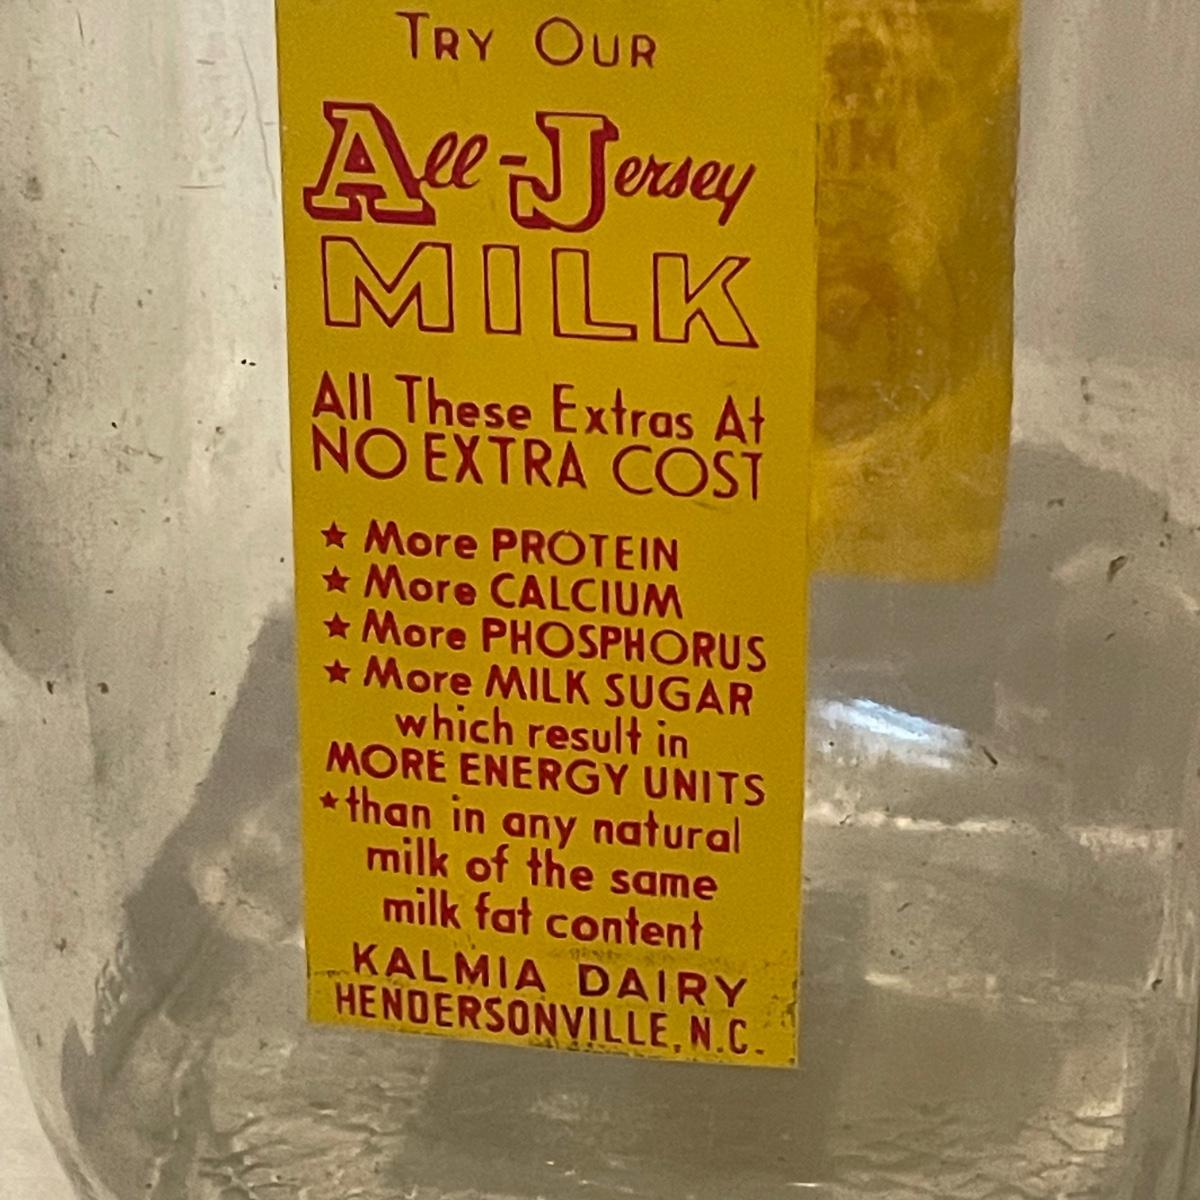 TRY OUR
All-Jersey
MILK
All These Extras At
NO EXTRA COST
★ More PROTEIN
★ More CALCIUM
★ More PHOSPHORUS
★ More MILK SUGAR
which result in
MORE ENERGY UNITS
★than in any natural
milk of the same
milk fat content
KALMIA DAIRY
HENDERSONVILLE, N.C.